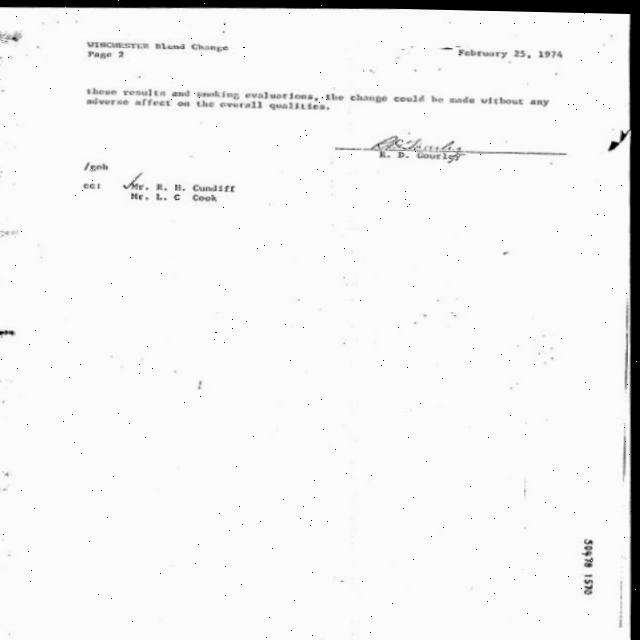 WINCHESTER Blend Change
Page 2
February 25, 1974
these results and smoking evaluations, the change could be made without any
adverse affect on the overall qualities.
R. D. Gourley
/geh
cc: Mr. R. H. Cundiff
Mr. L. C Cook
50478 1570